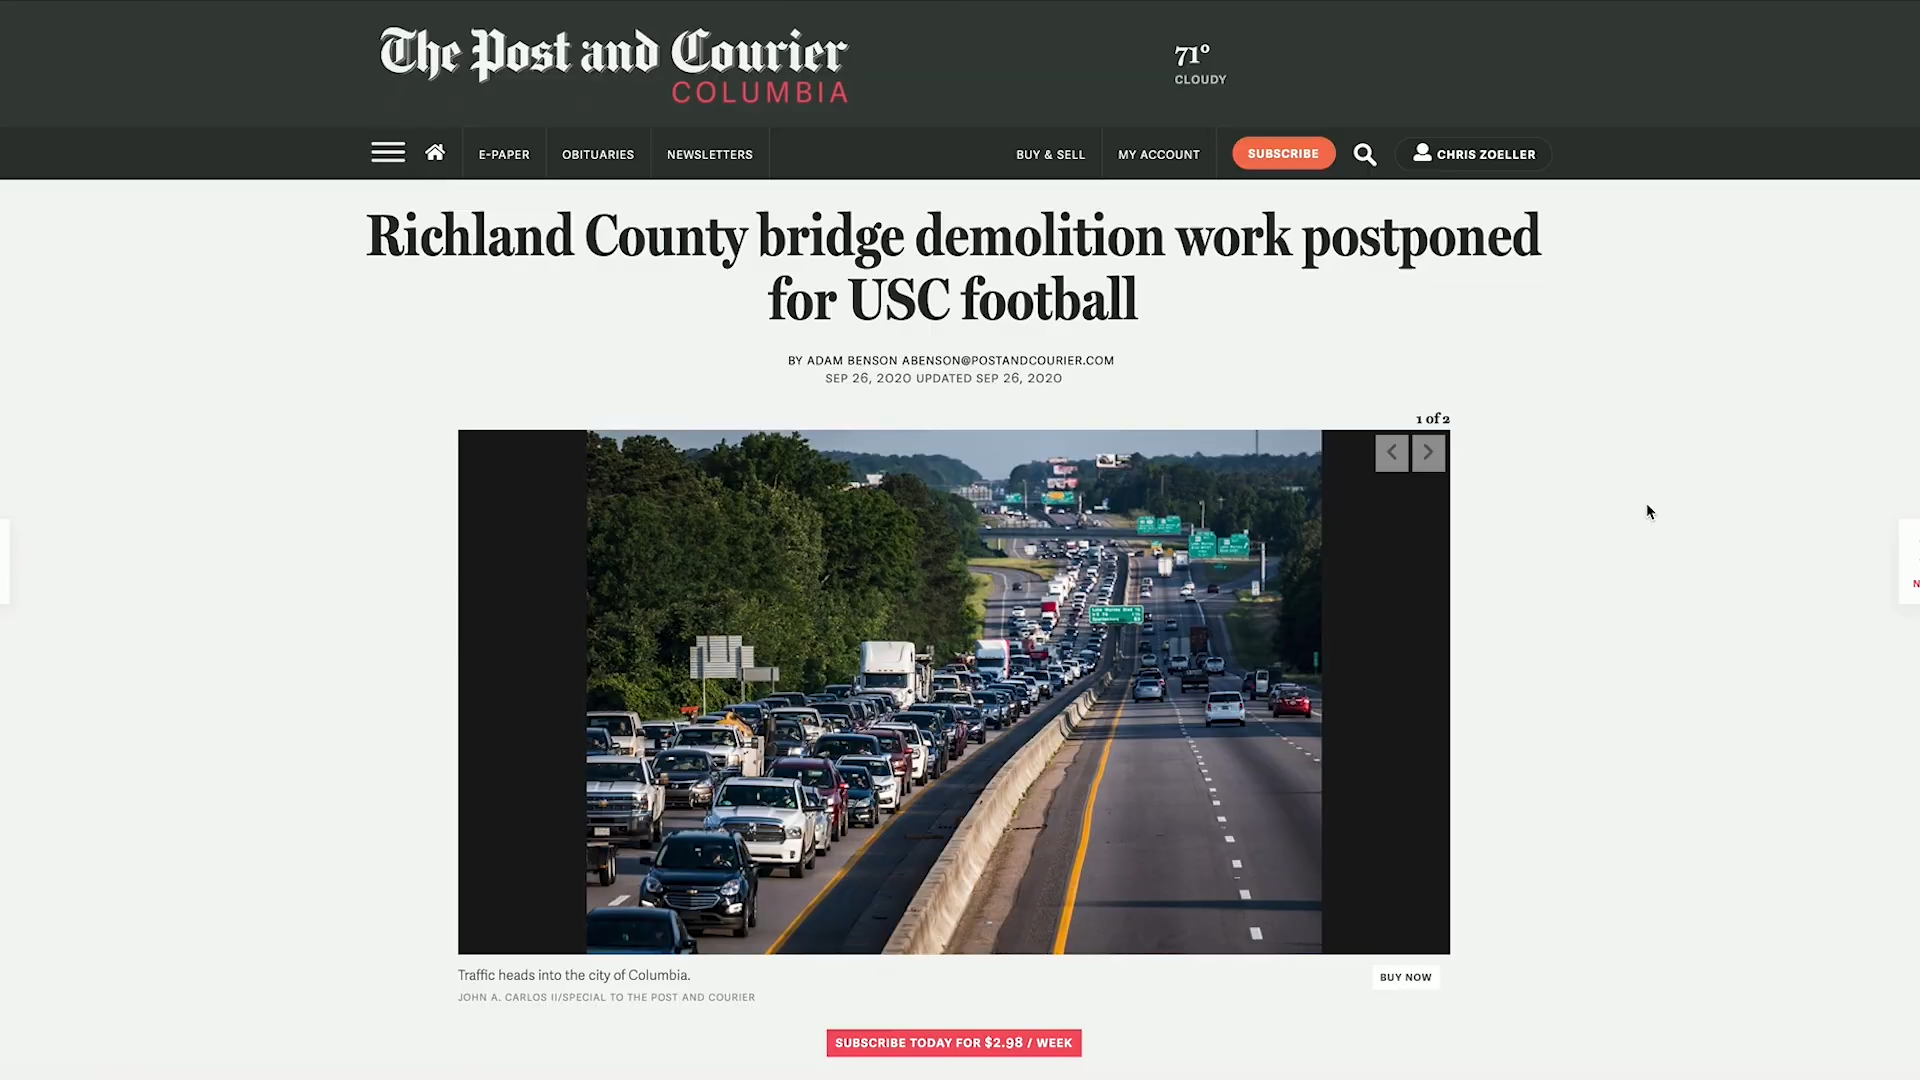 The Post and Courier
COLUMBIA
71°
CLOUDY
E-PAPER
OBITUARIES
NEWSLETTERS
BUY & SELL
MY ACCOUNT
SUBSCRIBE
CHRIS ZOELLER
Richland County bridge demolition work postponed
for USC football
BY ADAM BENSON ABENSON@POSTANDCOURIER.COM
SEP 26, 2020 UPDATED SEP 26, 2020
1 of 2
Traffic heads into the city of Columbia.
BUY NOW
JOHN A. CARLOS II/SPECIAL TO THE POST AND COURIER
SUBSCRIBE TODAY FOR $2.98 / WEEK